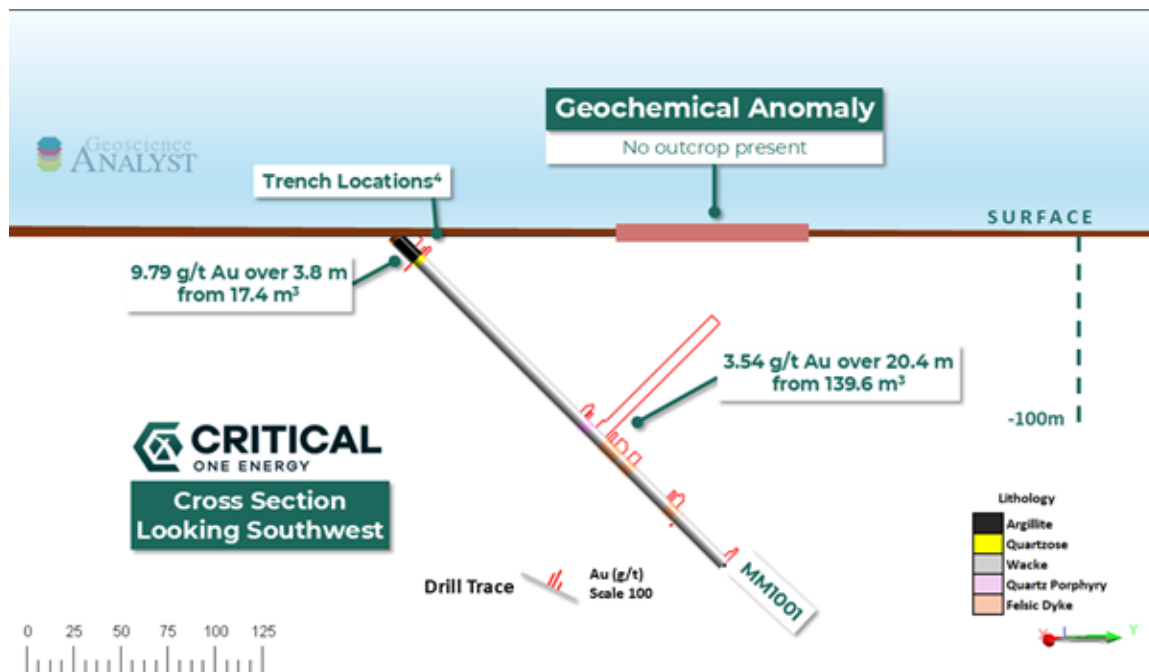 Geoscience
ANALYST
Geochemical Anomaly
No outcrop present
Trench Locations⁴
SURFACE
9.79 g/t Au over 3.8 m
from 17.4 m³
3.54 g/t Au over 20.4 m
from 139.6 m³
-100m
CRITICAL
ONE ENERGY
Cross Section
Looking Southwest
Lithology
Argillite
Quartzose
Wacke
Quartz Porphyry
Felsic Dyke
Drill Trace
Au (g/t)
Scale 100
MM1001
X
Y
0 25 50 75 100 125